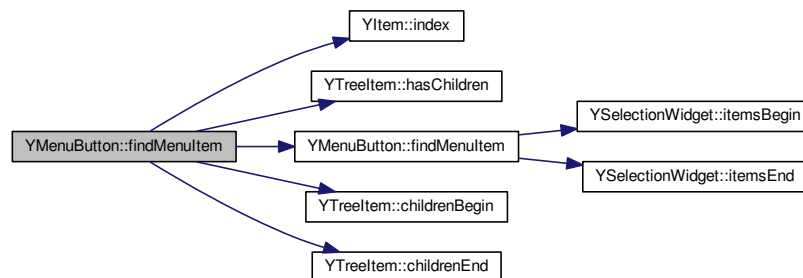 YItem::index
YTreeItem::hasChildren
YSelectionWidget::itemsBegin
YMenuButton::findMenuItem
YMenuButton::findMenuItem
YSelectionWidget::itemsEnd
YTreeItem::childrenBegin
YTreeItem::childrenEnd